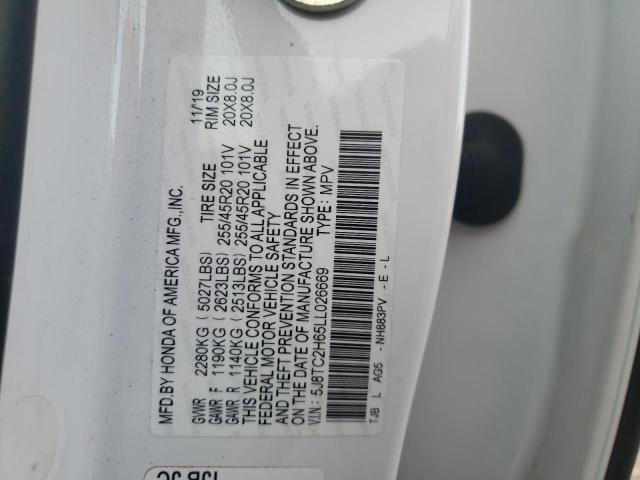 MFD.BY HONDA OF AMERICA MFG.,INC. 11/19
GVWR 2280KG ( 5027LBS) TIRE SIZE RIM SIZE
GAWR F 1190KG ( 2623LBS) 255/45R20 101V 20X8.0J
GAWR R 1140KG ( 2513LBS) 255/45R20 101V 20X8.0J
THIS VEHICLE CONFORMS TO ALL APPLICABLE
FEDERAL MOTOR VEHICLE SAFETY
AND THEFT PREVENTION STANDARDS IN EFFECT
ON THE DATE OF MANUFACTURE SHOWN ABOVE.
V.I.N.: 5J8TC2H65LL026669 TYPE: MPV
TJB L AG5 - NH883PV - E - L